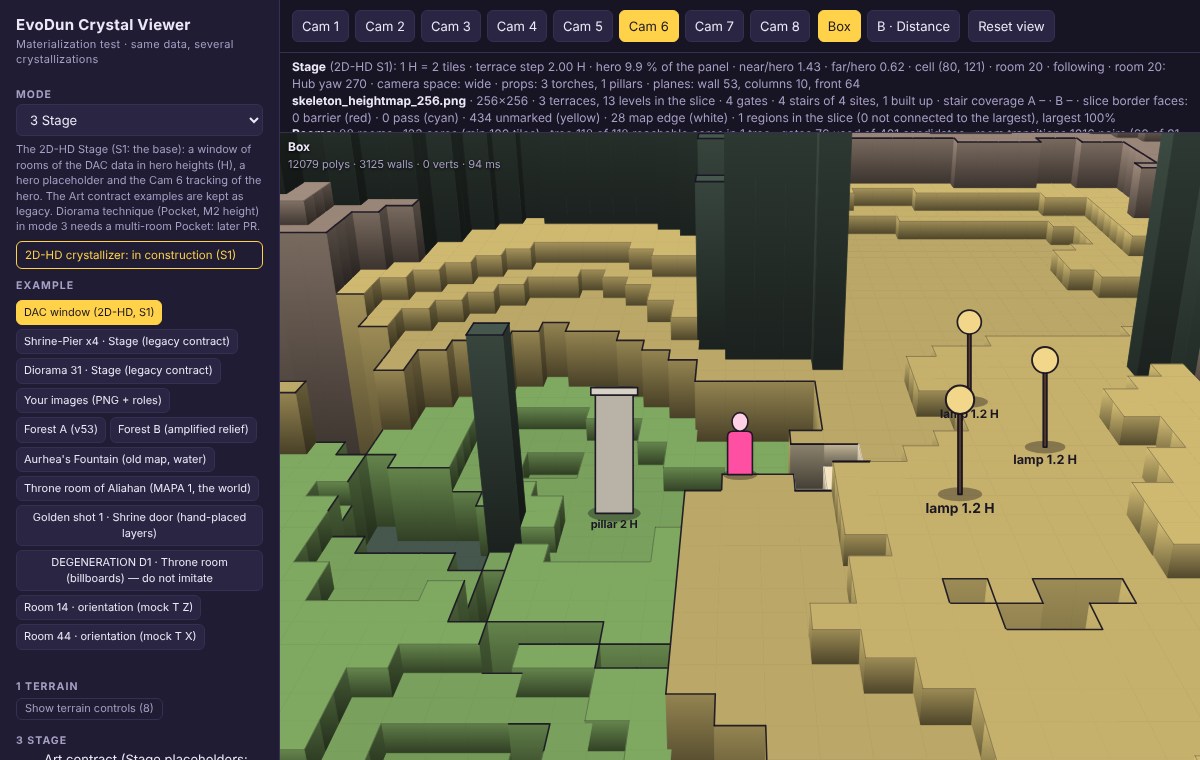 EvoDun Crystal Viewer
Materialization test · same data, several
crystallizations
MODE
3 Stage
The 2D-HD Stage (S1: the base): a window of
rooms of the DAC data in hero heights (H), a
hero placeholder and the Cam 6 tracking of the
hero. The Art contract examples are kept as
legacy. Diorama technique (Pocket, M2 height)
in mode 3 needs a multi-room Pocket: later PR.
2D-HD crystallizer: in construction (S1)
EXAMPLE
DAC window (2D-HD, S1)
Shrine-Pier x4 · Stage (legacy contract)
Diorama 31 · Stage (legacy contract)
Your images (PNG + roles)
Forest A (v53)
Forest B (amplified relief)
Aurhea's Fountain (old map, water)
Throne room of Aliahan (MAPA 1, the world)
Golden shot 1 · Shrine door (hand-placed
layers)
DEGENERATION D1 · Throne room
(billboards) — do not imitate
Room 14 · orientation (mock T Z)
Room 44 · orientation (mock T X)
1 TERRAIN
Show terrain controls (8)
3 STAGE
Art contract (Stage placeholders:
Cam 1 Cam 2 Cam 3 Cam 4 Cam 5 Cam 6 Cam 7 Cam 8 Box B · Distance Reset view
Stage (2D-HD S1): 1 H = 2 tiles · terrace step 2.00 H · hero 9.9 % of the panel · near/hero 1.43 · far/hero 0.62 · cell (80, 121) · room 20 · following · room 20:
Hub yaw 270 · camera space: wide · props: 3 torches, 1 pillars · planes: wall 53, columns 10, front 64
skeleton_heightmap_256.png · 256×256 · 3 terraces, 13 levels in the slice · 4 gates · 4 stairs of 4 sites, 1 built up · stair coverage A – · B – · slice border faces:
0 barrier (red) · 0 pass (cyan) · 434 unmarked (yellow) · 28 map edge (white) · 1 regions in the slice (0 not connected to the largest), largest 100%
Box
12079 polys · 3125 walls · 0 verts · 94 ms
lamp 1.2 H
lamp 1.2 H
lamp 1.2 H
pillar 2 H